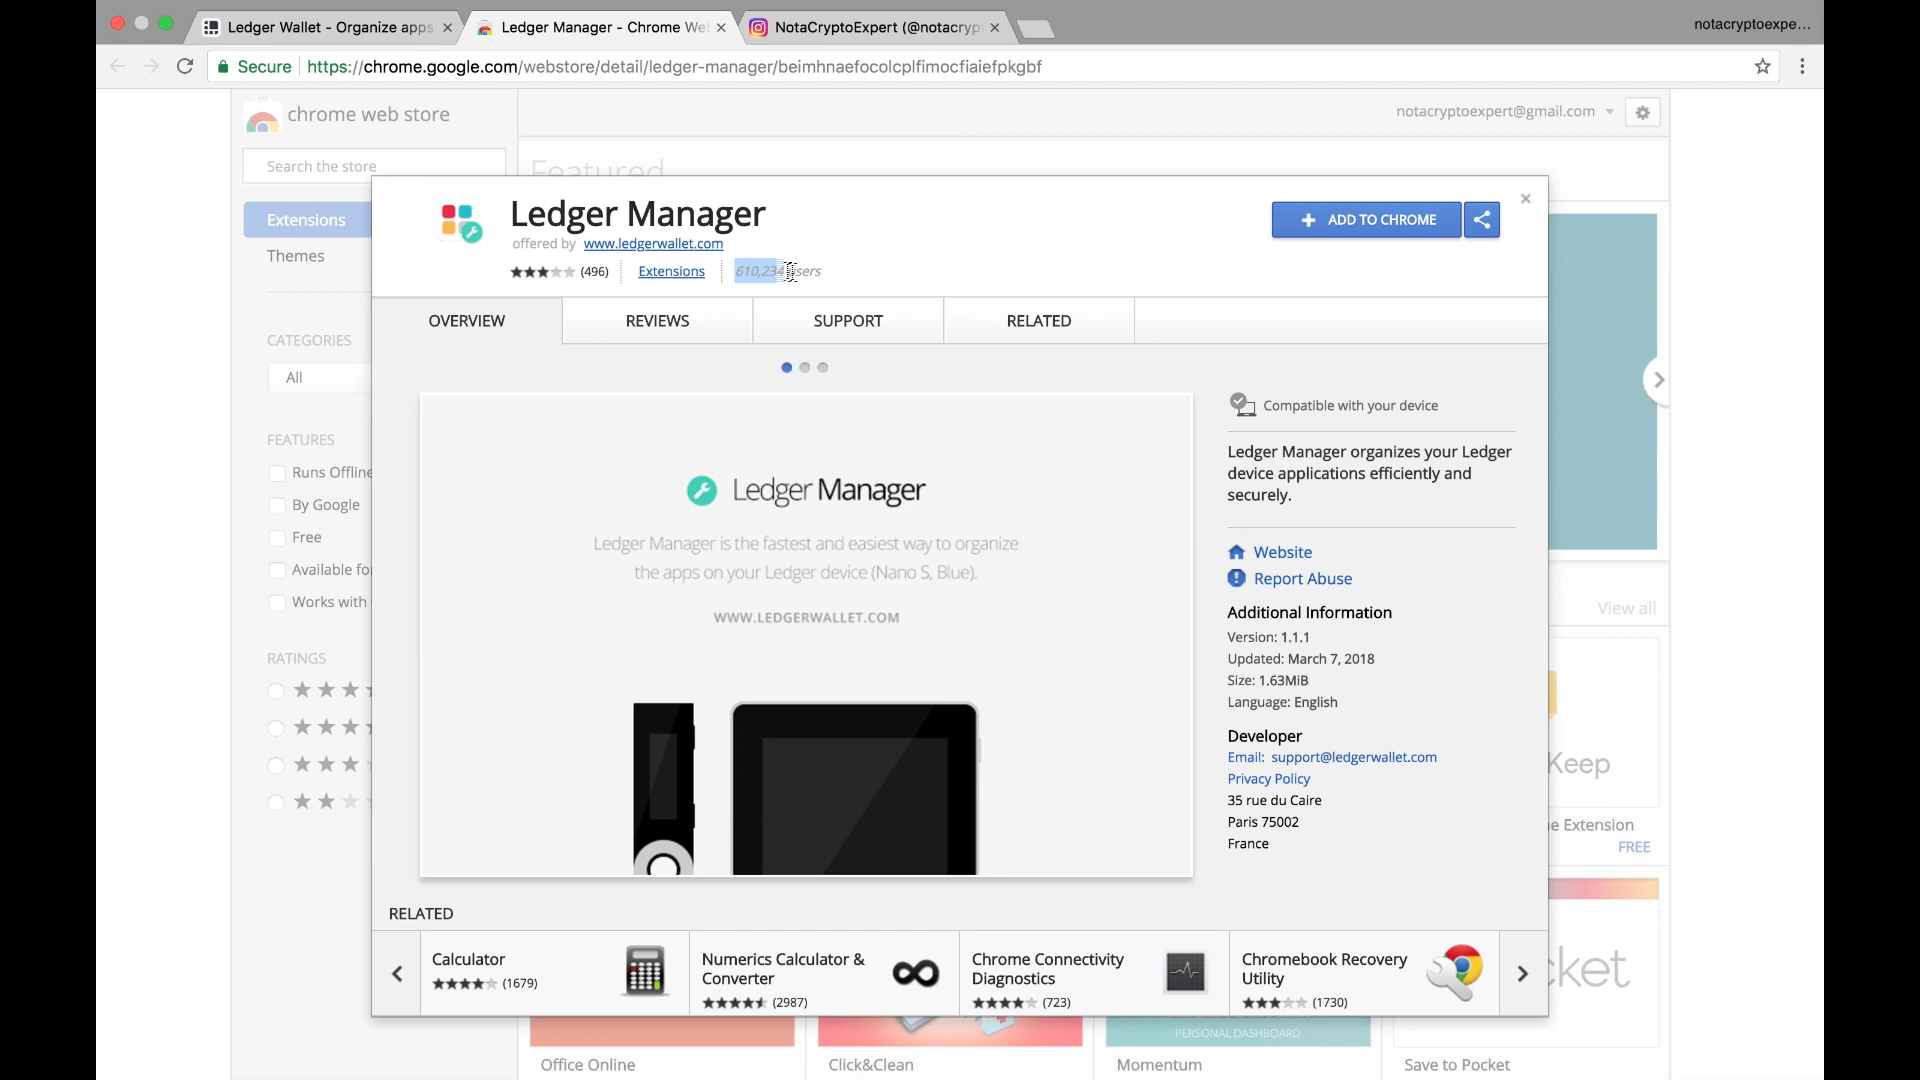 Ledger Wallet - Organize apps
Ledger Manager - Chrome We
NotaCryptoExpert (@notacryp
notacryptoexpe...
Secure
https://chrome.google.com/webstore/detail/ledger-manager/beimhnaefocolcplfimocfiaiefpkgbf
chrome web store
notacryptoexpert@gmail.com
Search the store
Featured
Extensions
Themes
CATEGORIES
All
FEATURES
Runs Offline
By Google
Free
Available fo
Works with
RATINGS
Ledger Manager
offered by www.ledgerwallet.com
(496)
Extensions
610,234 users
ADD TO CHROME
OVERVIEW
REVIEWS
SUPPORT
RELATED
Ledger Manager
Ledger Manager is the fastest and easiest way to organize
the apps on your Ledger device (Nano S, Blue).
WWW.LEDGERWALLET.COM
Compatible with your device
Ledger Manager organizes your Ledger
device applications efficiently and
securely.
Website
Report Abuse
Additional Information
Version: 1.1.1
Updated: March 7, 2018
Size: 1.63MiB
Language: English
Developer
Email: support@ledgerwallet.com
Privacy Policy
35 rue du Caire
Paris 75002
France
View all
Keep
e Extension
FREE
RELATED
Calculator
(1679)
Numerics Calculator &
Converter
(2987)
Chrome Connectivity
Diagnostics
(723)
Chromebook Recovery
Utility
(1730)
cket
PERSONAL DASHBOARD
Office Online
Click&Clean
Momentum
Save to Pocket